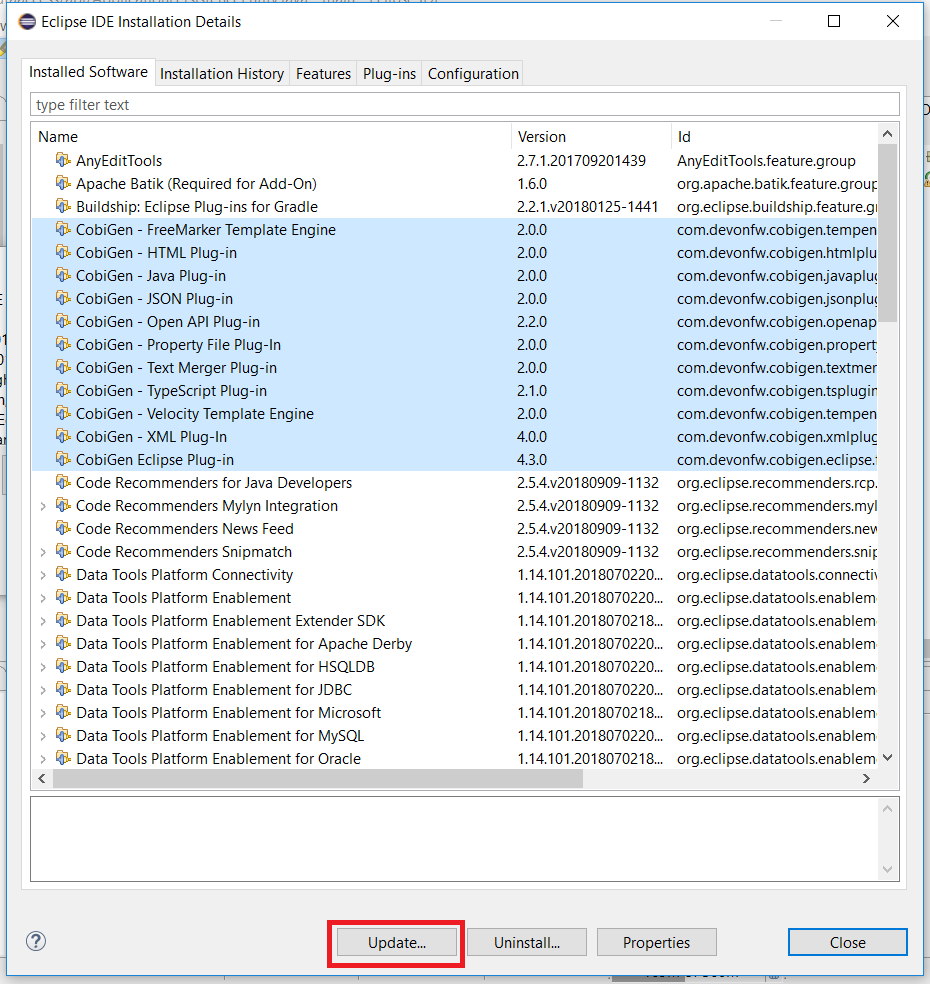 Eclipse IDE Installation Details
Installed Software Installation History Features Plug-ins Configuration
type filter text
Name Version Id
AnyEditTools 2.7.1.201709201439 AnyEditTools.feature.group
Apache Batik (Required for Add-On) 1.6.0 org.apache.batik.feature.group
Buildship: Eclipse Plug-ins for Gradle 2.2.1.v20180125-1441 org.eclipse.buildship.feature.gr
CobiGen - FreeMarker Template Engine 2.0.0 com.devonfw.cobigen.tempen
CobiGen - HTML Plug-in 2.0.0 com.devonfw.cobigen.htmlplu
CobiGen - Java Plug-in 2.0.0 com.devonfw.cobigen.javaplug
CobiGen - JSON Plug-in 2.0.0 com.devonfw.cobigen.jsonplug
CobiGen - Open API Plug-in 2.2.0 com.devonfw.cobigen.openap
CobiGen - Property File Plug-In 2.0.0 com.devonfw.cobigen.property
CobiGen - Text Merger Plug-in 2.0.0 com.devonfw.cobigen.textmer
CobiGen - TypeScript Plug-in 2.1.0 com.devonfw.cobigen.tsplugin
CobiGen - Velocity Template Engine 2.0.0 com.devonfw.cobigen.tempen
CobiGen - XML Plug-In 4.0.0 com.devonfw.cobigen.xmlplug
CobiGen Eclipse Plug-in 4.3.0 com.devonfw.cobigen.eclipse.
Code Recommenders for Java Developers 2.5.4.v20180909-1132 org.eclipse.recommenders.rcp.
Code Recommenders Mylyn Integration 2.5.4.v20180909-1132 org.eclipse.recommenders.myl
Code Recommenders News Feed 2.5.4.v20180909-1132 org.eclipse.recommenders.new
Code Recommenders Snipmatch 2.5.4.v20180909-1132 org.eclipse.recommenders.snip
Data Tools Platform Connectivity 1.14.101.2018070220... org.eclipse.datatools.connectiv
Data Tools Platform Enablement 1.14.101.2018070220... org.eclipse.datatools.enablem
Data Tools Platform Enablement Extender SDK 1.14.101.2018070218... org.eclipse.datatools.enablem
Data Tools Platform Enablement for Apache Derby 1.14.101.2018070220... org.eclipse.datatools.enablem
Data Tools Platform Enablement for HSQLDB 1.14.101.2018070220... org.eclipse.datatools.enablem
Data Tools Platform Enablement for JDBC 1.14.101.2018070220... org.eclipse.datatools.enablem
Data Tools Platform Enablement for Microsoft 1.14.101.2018070218... org.eclipse.datatools.enablem
Data Tools Platform Enablement for MySQL 1.14.101.2018070220... org.eclipse.datatools.enablem
Data Tools Platform Enablement for Oracle 1.14.101.2018070218... org.eclipse.datatools.enablem
? Update... Uninstall... Properties Close